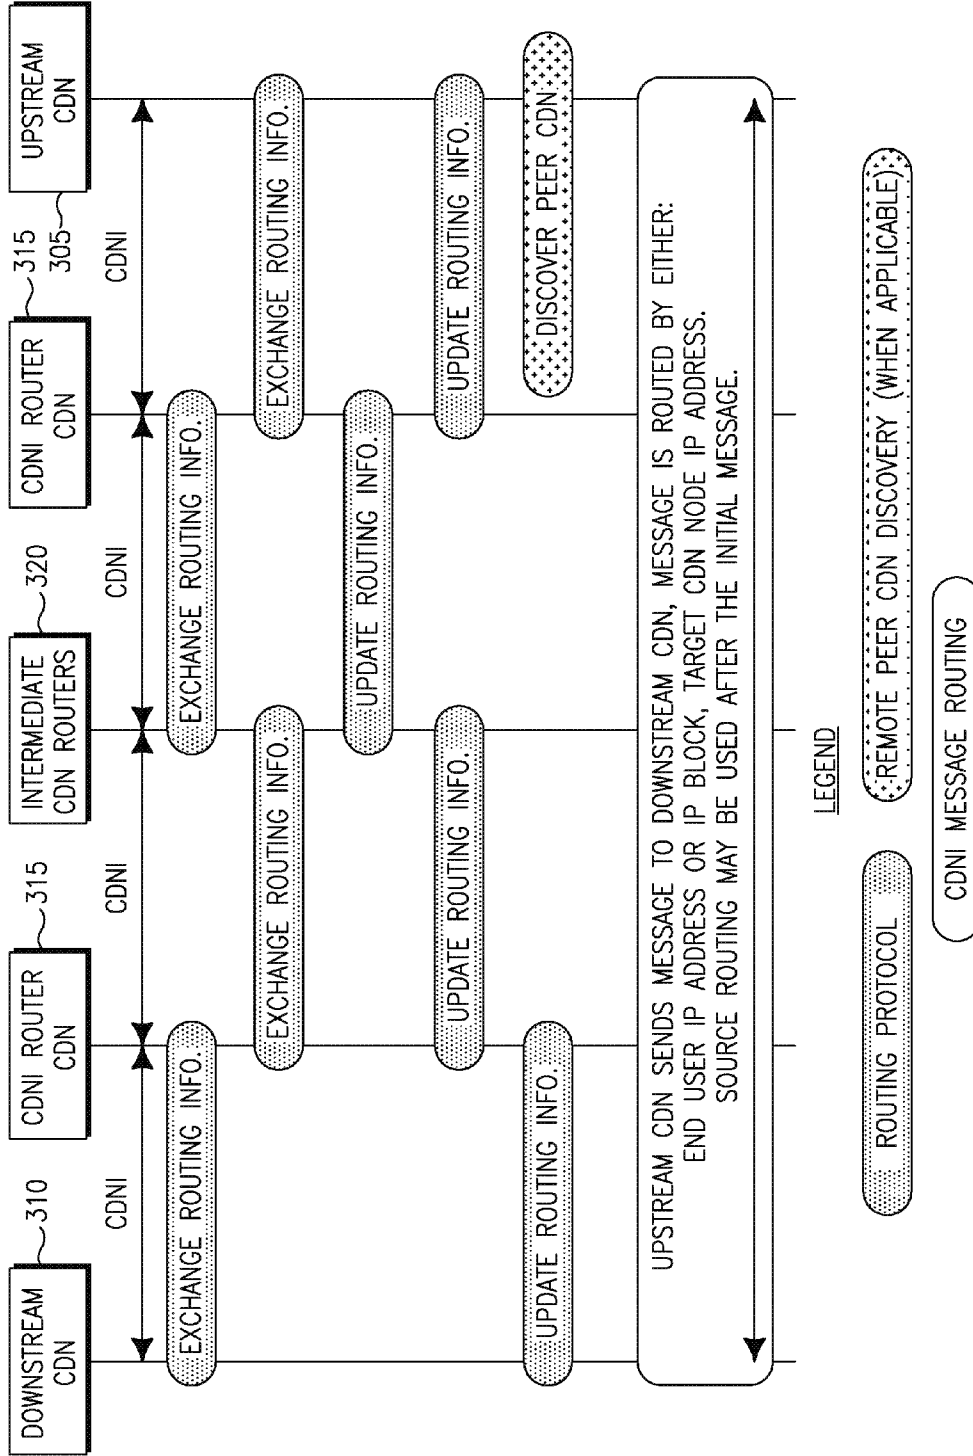 DOWNSTREAM
CDN
310
CDNI ROUTER
CDN
315
INTERMEDIATE
CDN ROUTERS
320
CDNI ROUTER
CDN
315
UPSTREAM
CDN
305
CDNI
CDNI
CDNI
CDNI
EXCHANGE ROUTING INFO.
EXCHANGE ROUTING INFO.
EXCHANGE ROUTING INFO.
EXCHANGE ROUTING INFO.
UPDATE ROUTING INFO.
UPDATE ROUTING INFO.
UPDATE ROUTING INFO.
UPDATE ROUTING INFO.
DISCOVER PEER CDN
UPSTREAM CDN SENDS MESSAGE TO DOWNSTREAM CDN, MESSAGE IS ROUTED BY EITHER:
END USER IP ADDRESS OR IP BLOCK, TARGET CDN NODE IP ADDRESS.
SOURCE ROUTING MAY BE USED AFTER THE INITIAL MESSAGE.
LEGEND
ROUTING PROTOCOL
REMOTE PEER CDN DISCOVERY (WHEN APPLICABLE)
CDNI MESSAGE ROUTING